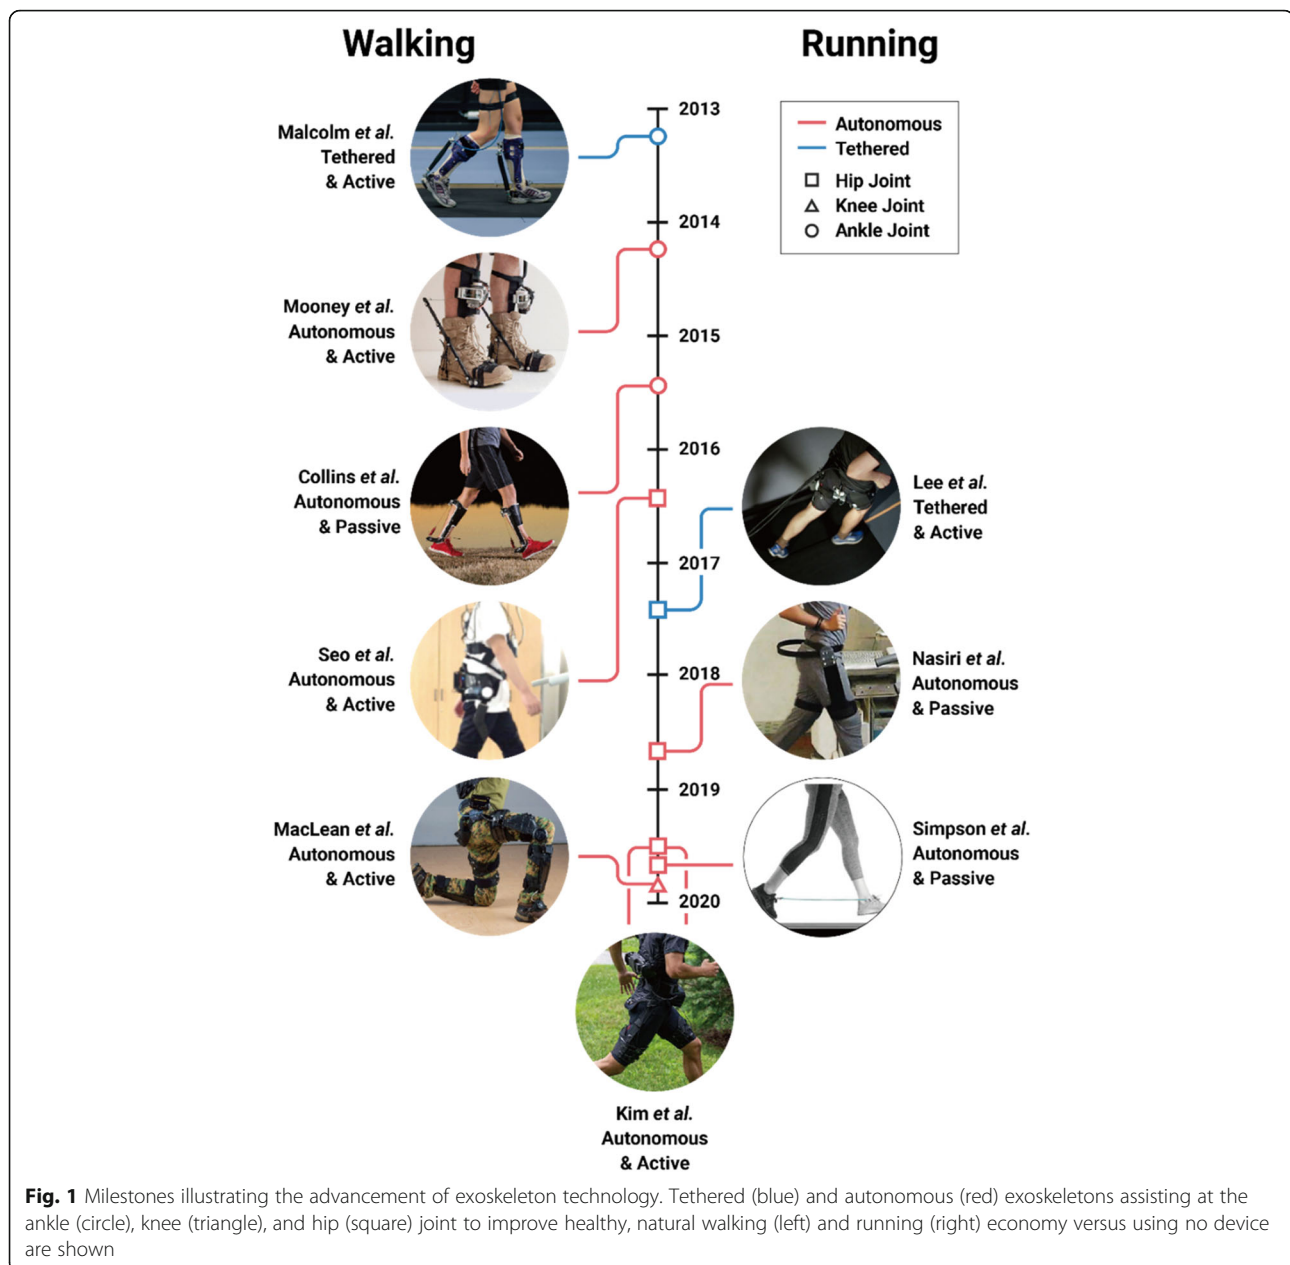 Walking
Running
Malcolm et al.
Tethered
& Active
Mooney et al.
Autonomous
& Active
Collins et al.
Autonomous
& Passive
Seo et al.
Autonomous
& Active
MacLean et al.
Autonomous
& Active
2013
2014
2015
2016
2017
2018
2019
2020
Autonomous
Tethered
Hip Joint
Knee Joint
Ankle Joint
Lee et al.
Tethered
& Active
Nasiri et al.
Autonomous
& Passive
Simpson et al.
Autonomous
& Passive
Kim et al.
Autonomous
& Active
Fig. 1 Milestones illustrating the advancement of exoskeleton technology. Tethered (blue) and autonomous (red) exoskeletons assisting at the
ankle (circle), knee (triangle), and hip (square) joint to improve healthy, natural walking (left) and running (right) economy versus using no device
are shown